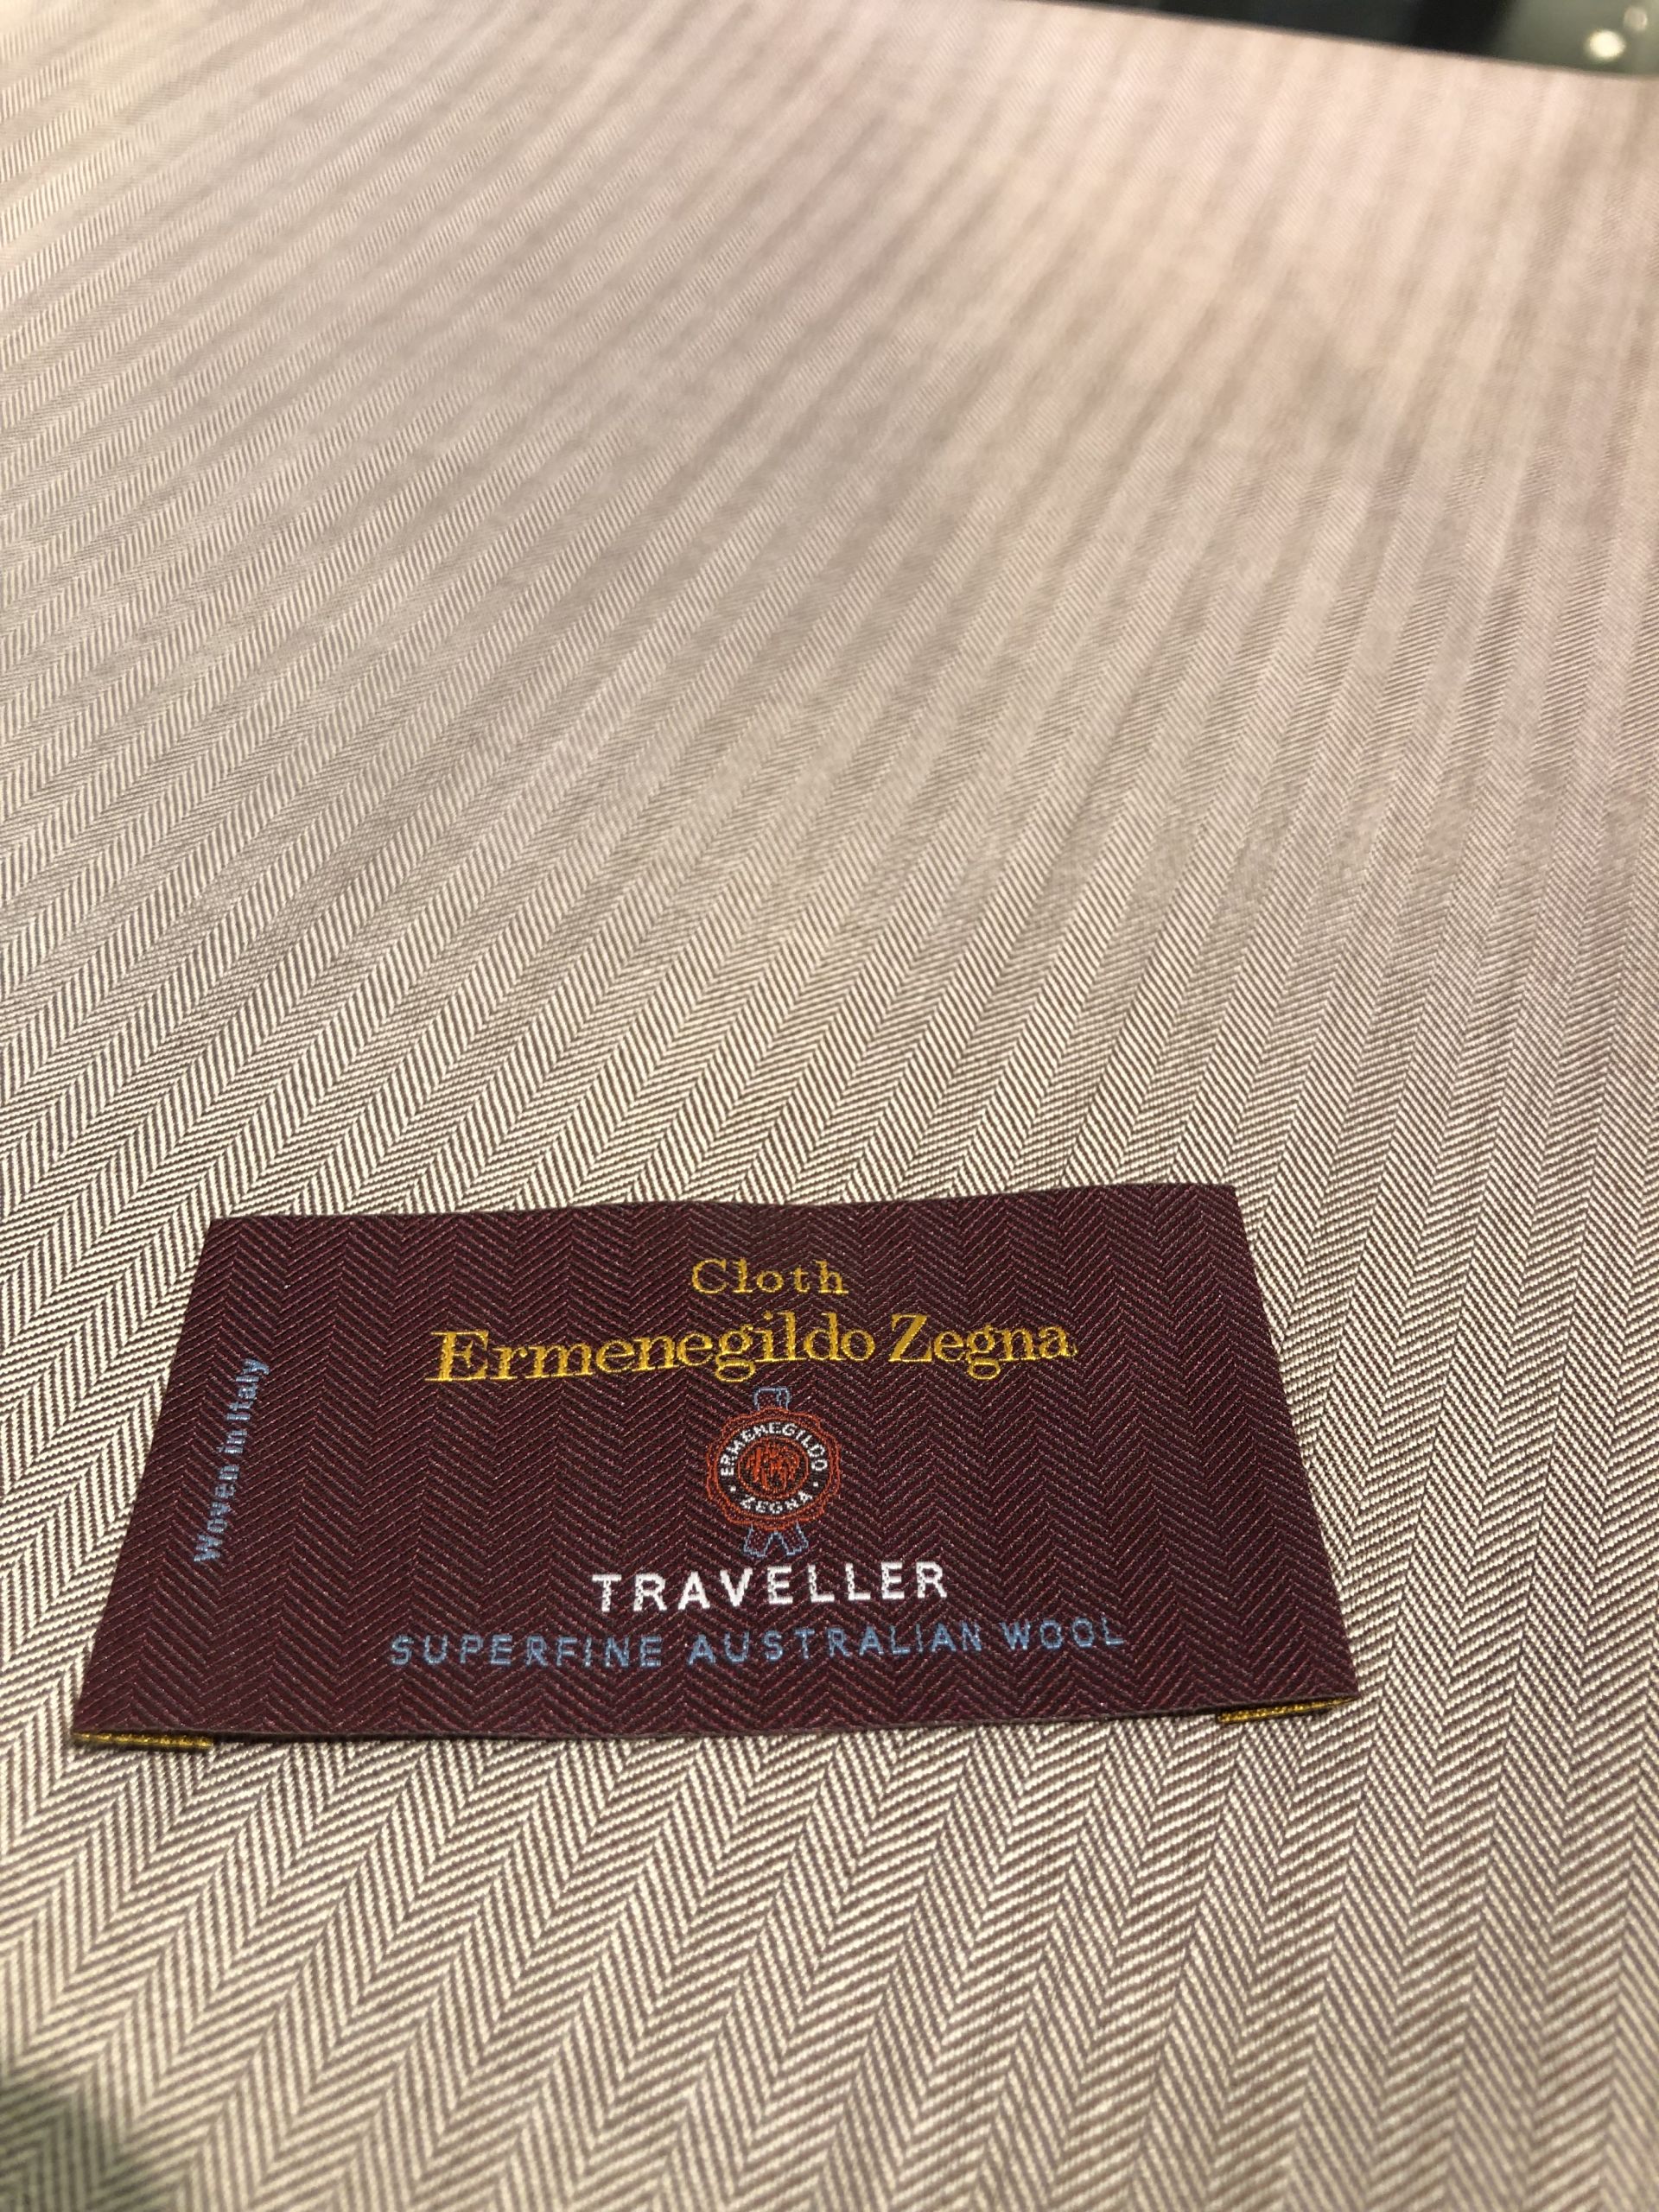 Cloth
Ermenegildo Zegna
ERMENEGILDO
· ZEGNA ·
TRAVELLER
SUPERFINE AUSTRALIAN WOOL
Woven in Italy